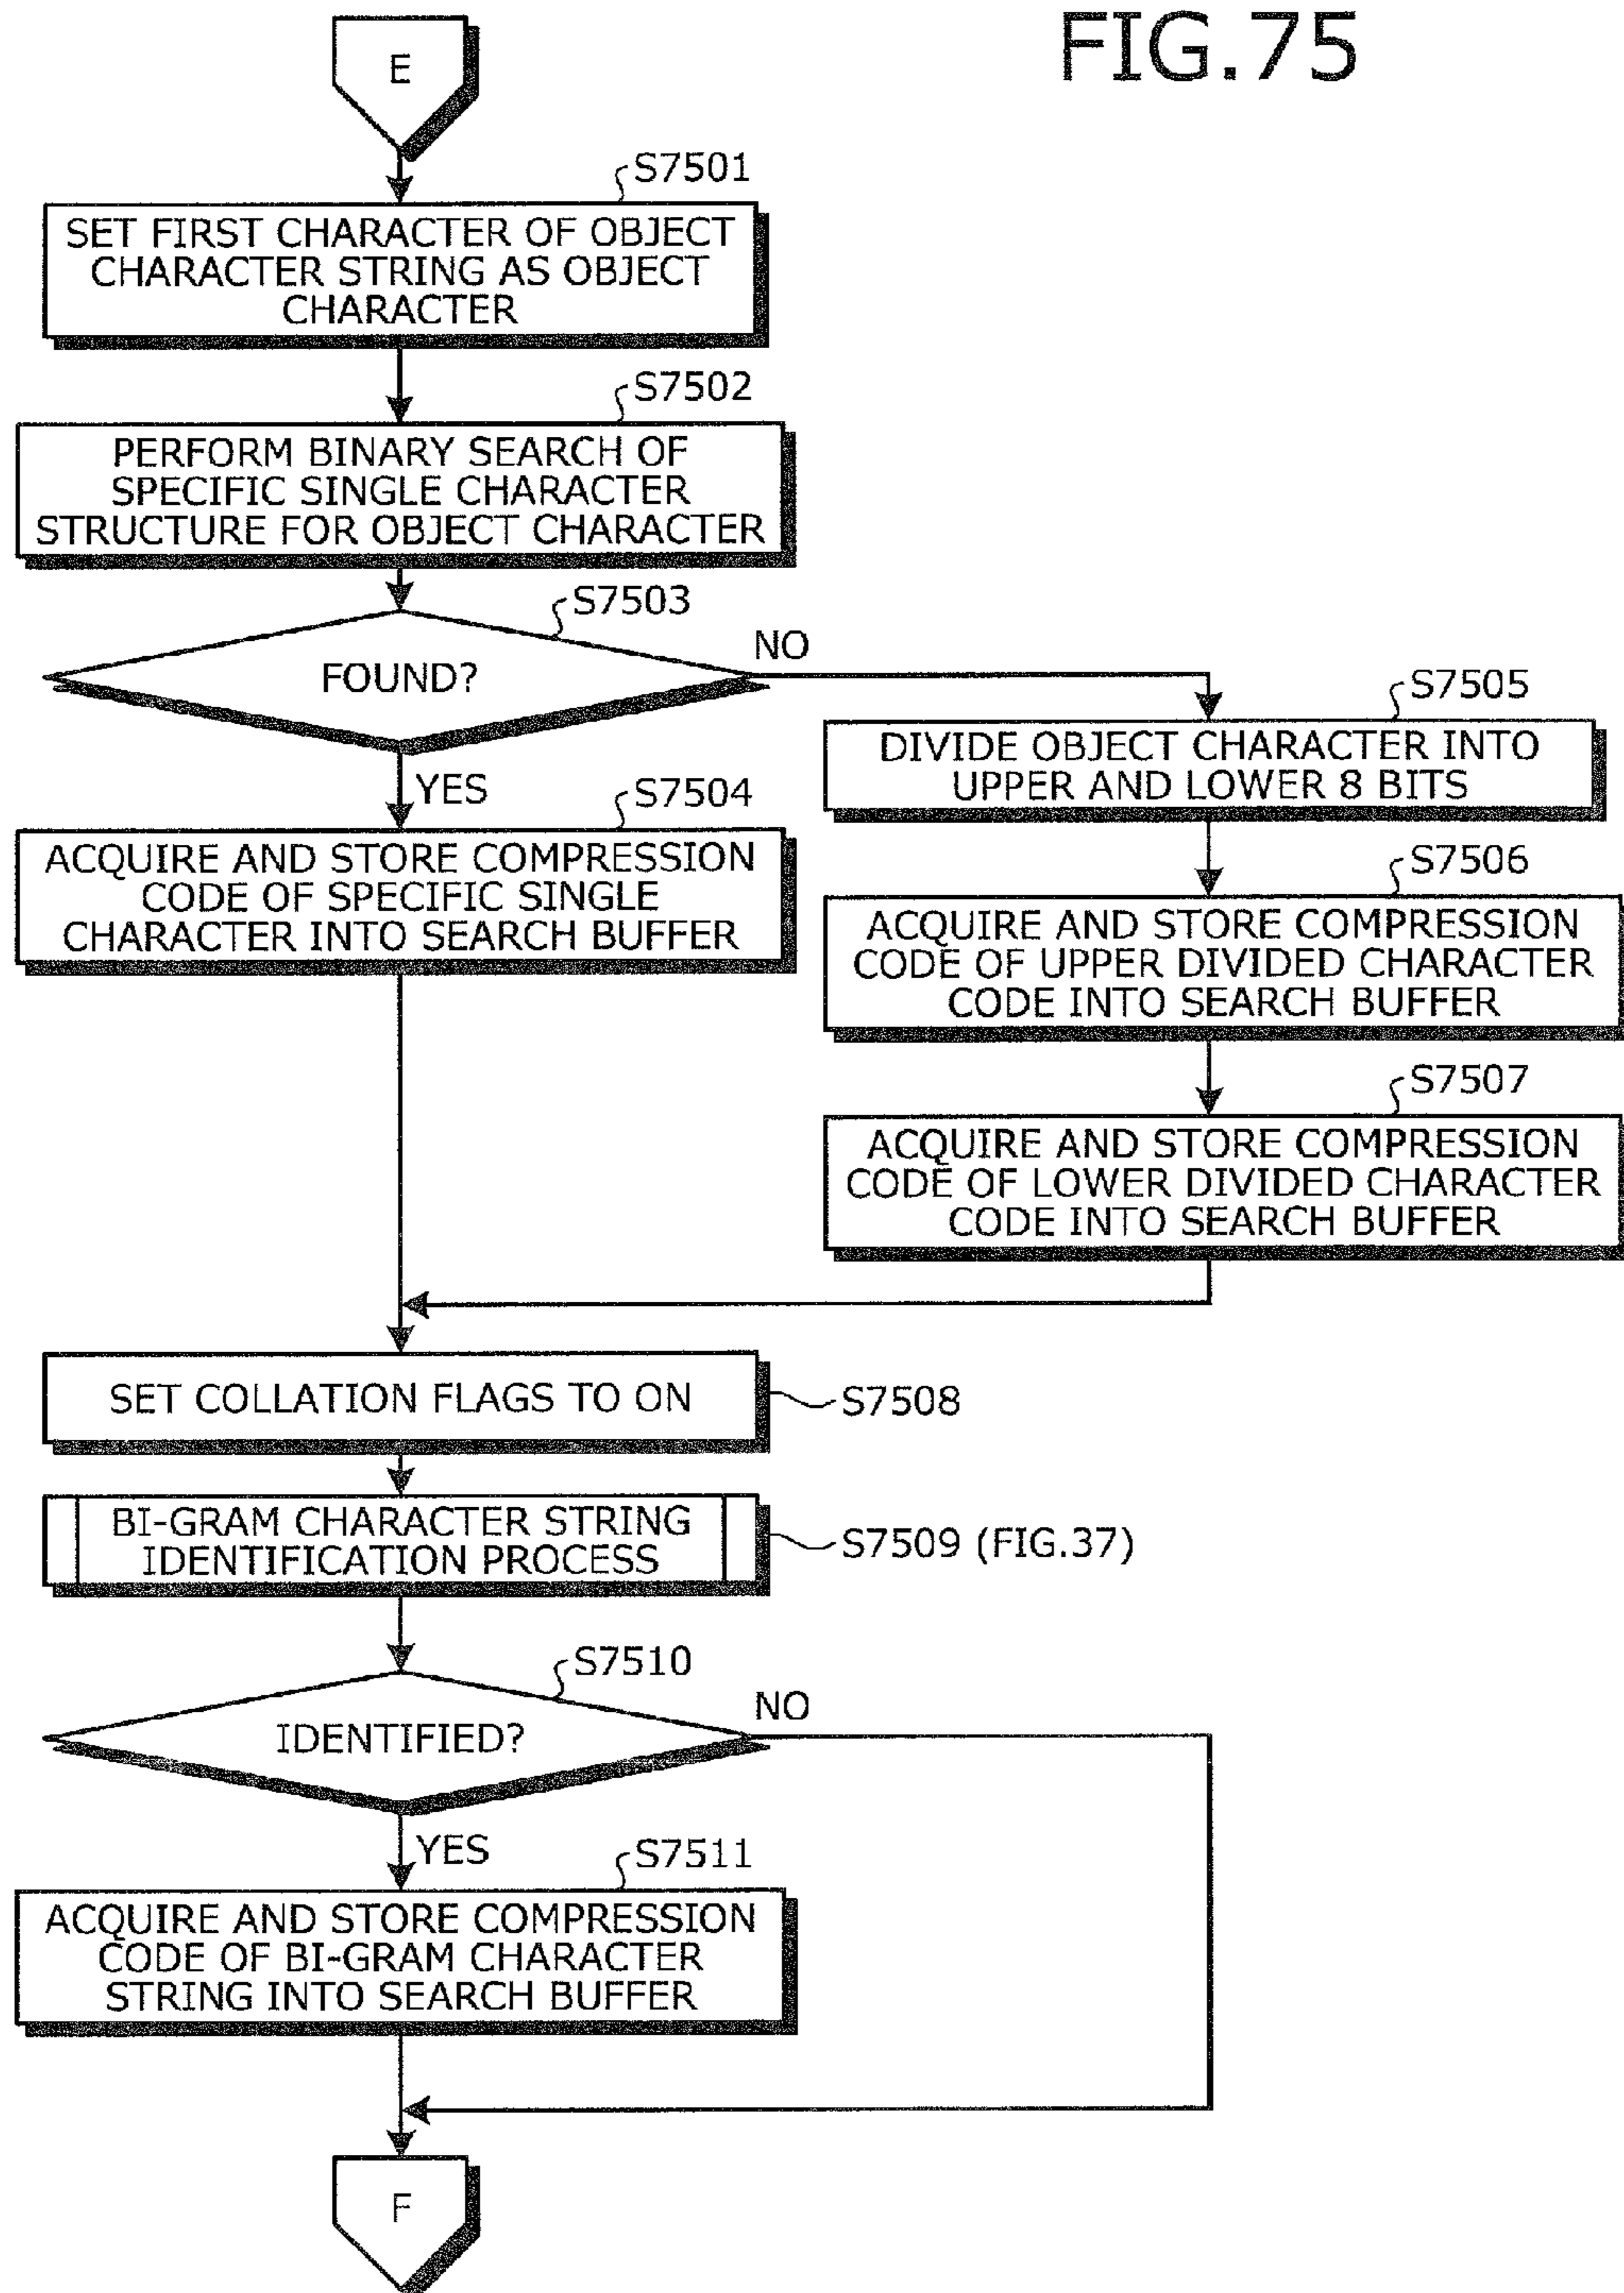 FIG.75
E
S7501
SET FIRST CHARACTER OF OBJECT
CHARACTER STRING AS OBJECT
CHARACTER
S7502
PERFORM BINARY SEARCH OF
SPECIFIC SINGLE CHARACTER
STRUCTURE FOR OBJECT CHARACTER
S7503
FOUND?
NO
YES
S7504
ACQUIRE AND STORE COMPRESSION
CODE OF SPECIFIC SINGLE
CHARACTER INTO SEARCH BUFFER
S7505
DIVIDE OBJECT CHARACTER INTO
UPPER AND LOWER 8 BITS
S7506
ACQUIRE AND STORE COMPRESSION
CODE OF UPPER DIVIDED CHARACTER
CODE INTO SEARCH BUFFER
S7507
ACQUIRE AND STORE COMPRESSION
CODE OF LOWER DIVIDED CHARACTER
CODE INTO SEARCH BUFFER
SET COLLATION FLAGS TO ON
S7508
BI-GRAM CHARACTER STRING
IDENTIFICATION PROCESS
S7509 (FIG.37)
S7510
IDENTIFIED?
NO
YES
S7511
ACQUIRE AND STORE COMPRESSION
CODE OF BI-GRAM CHARACTER
STRING INTO SEARCH BUFFER
F